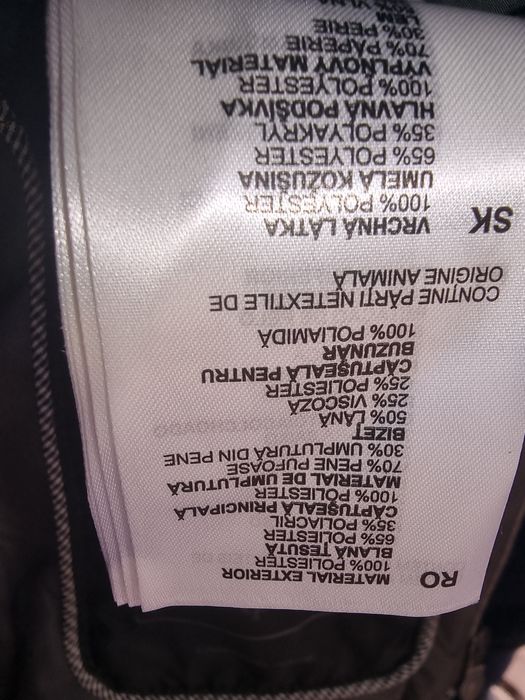 RO
MATERIAL EXTERIOR
100% POLIESTER
BLANĂ ȚESUTĂ
65% POLIESTER
35% POLIACRIL
CĂPTUȘEALĂ PRINCIPALĂ
100% POLIESTER
MATERIAL DE UMPLUTURĂ
70% PENE PUFOASE
30% UMPLUTURĂ DIN PENE
BIZEȚ
50% LÂNĂ
25% VISCOZĂ
25% POLIESTER
CĂPTUȘEALĂ PENTRU
BUZUNAR
100% POLIAMIDĂ
CONȚINE PĂRȚI NETEXTILE DE
ORIGINE ANIMALĂ
SK
VRCHNÁ LÁTKA
100% POLYESTER
UMELÁ KOŽUŠINA
65% POLYESTER
35% POLYAKRYL
HLAVNÁ PODŠÍVKA
100% POLYESTER
VÝPLŇOVÝ MATERIÁL
70% PÁPERIE
30% PERIE
LEM